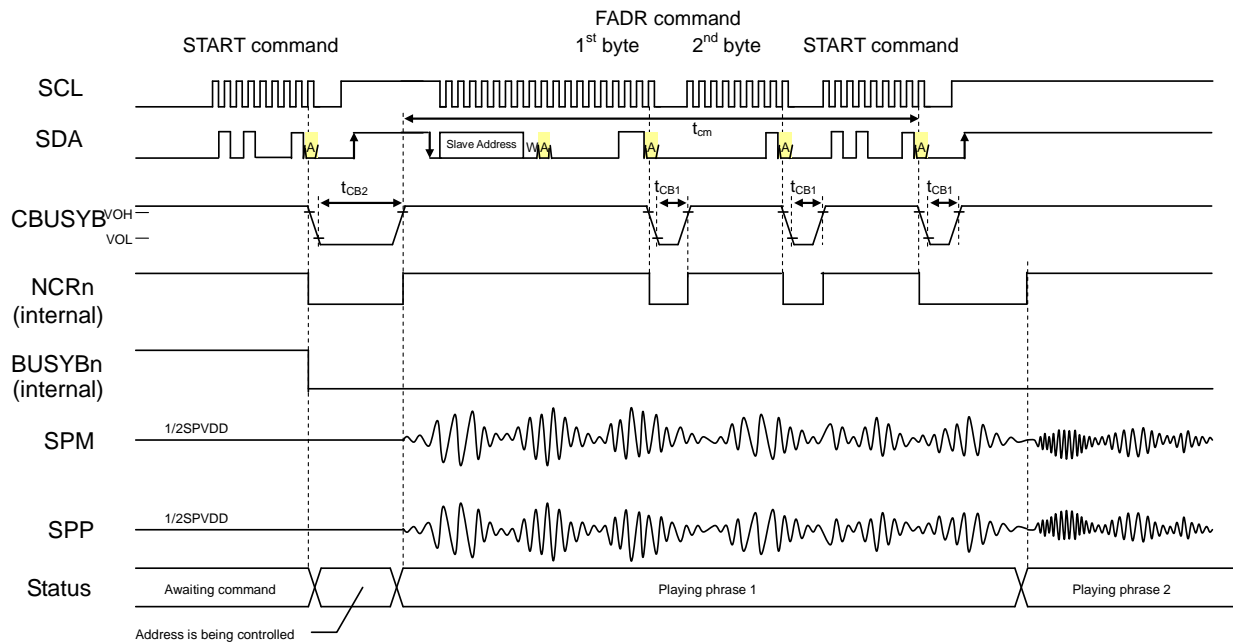 FADR command
START command 1st byte 2nd byte START command
SCL
SDA A Slave Address W A A A A
tcm
tCB2 tCB1 tCB1 tCB1
CBUSYB VOH
VOL
NCRn
(internal)
BUSYBn
(internal)
SPM 1/2SPVDD
SPP 1/2SPVDD
Status Awaiting command Playing phrase 1 Playing phrase 2
Address is being controlled